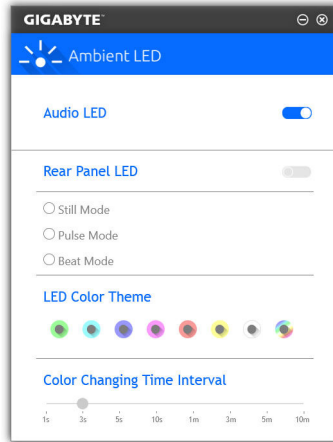 GIGABYTE™
Ambient LED
Audio LED
Rear Panel LED
Still Mode
Pulse Mode
Beat Mode
LED Color Theme
Color Changing Time Interval
1s 3s 5s 10s 1m 3m 5m 10m